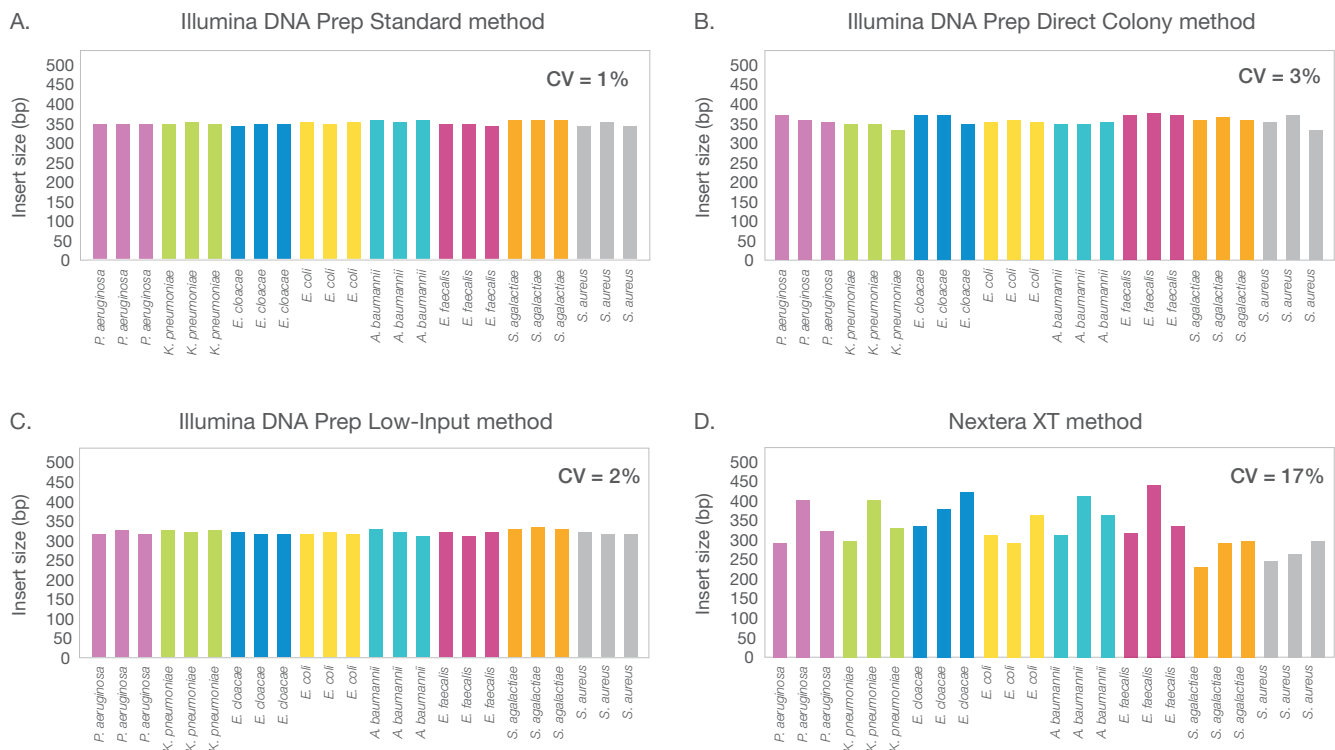 A.
Illumina DNA Prep Standard method
CV = 1%
Insert size (bp)
500
450
400
350
300
250
200
150
100
50
0
P. aeruginosa
P. aeruginosa
P. aeruginosa
K. pneumoniae
K. pneumoniae
K. pneumoniae
E. cloacae
E. cloacae
E. cloacae
E. coli
E. coli
E. coli
A. baumannii
A. baumannii
A. baumannii
E. faecalis
E. faecalis
E. faecalis
S. agalactiae
S. agalactiae
S. agalactiae
S. aureus
S. aureus
S. aureus
B.
Illumina DNA Prep Direct Colony method
CV = 3%
Insert size (bp)
500
450
400
350
300
250
200
150
100
50
0
P. aeruginosa
P. aeruginosa
P. aeruginosa
K. pneumoniae
K. pneumoniae
K. pneumoniae
E. cloacae
E. cloacae
E. cloacae
E. coli
E. coli
E. coli
A. baumannii
A. baumannii
A. baumannii
E. faecalis
E. faecalis
E. faecalis
S. agalactiae
S. agalactiae
S. agalactiae
S. aureus
S. aureus
S. aureus
C.
Illumina DNA Prep Low-Input method
CV = 2%
Insert size (bp)
500
450
400
350
300
250
200
150
100
50
0
P. aeruginosa
P. aeruginosa
P. aeruginosa
K. pneumoniae
K. pneumoniae
K. pneumoniae
E. cloacae
E. cloacae
E. cloacae
E. coli
E. coli
E. coli
A. baumannii
A. baumannii
A. baumannii
E. faecalis
E. faecalis
E. faecalis
S. agalactiae
S. agalactiae
S. agalactiae
S. aureus
S. aureus
S. aureus
D.
Nextera XT method
CV = 17%
Insert size (bp)
500
450
400
350
300
250
200
150
100
50
0
P. aeruginosa
P. aeruginosa
P. aeruginosa
K. pneumoniae
K. pneumoniae
K. pneumoniae
E. cloacae
E. cloacae
E. cloacae
E. coli
E. coli
E. coli
A. baumannii
A. baumannii
A. baumannii
E. faecalis
E. faecalis
E. faecalis
S. agalactiae
S. agalactiae
S. agalactiae
S. aureus
S. aureus
S. aureus